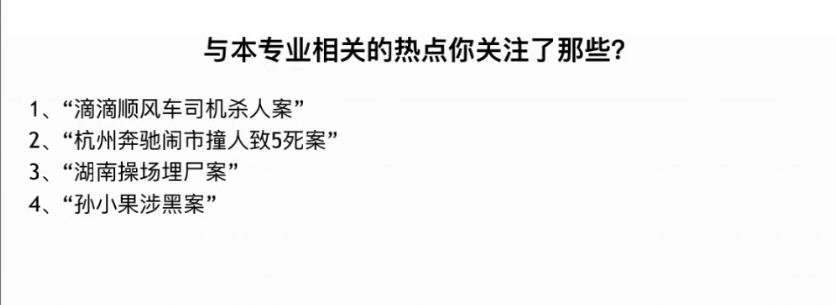 与本专业相关的热点你关注了那些？
1、“滴滴顺风车司机杀人案”
2、“杭州奔驰闹市撞人致5死案”
3、“湖南操场埋尸案”
4、“孙小果涉黑案”